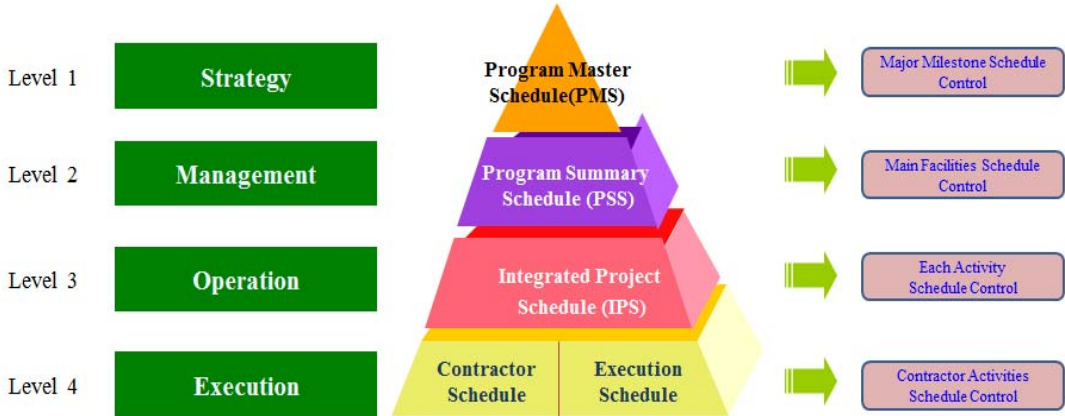 Level 1
Strategy
Program Master
Schedule(PMS)
Major Milestone Schedule
Control
Level 2
Management
Program Summary
Schedule (PSS)
Main Facilities Schedule
Control
Level 3
Operation
Integrated Project
Schedule (IPS)
Each Activity
Schedule Control
Level 4
Execution
Contractor
Schedule
Execution
Schedule
Contractor Activities
Schedule Control